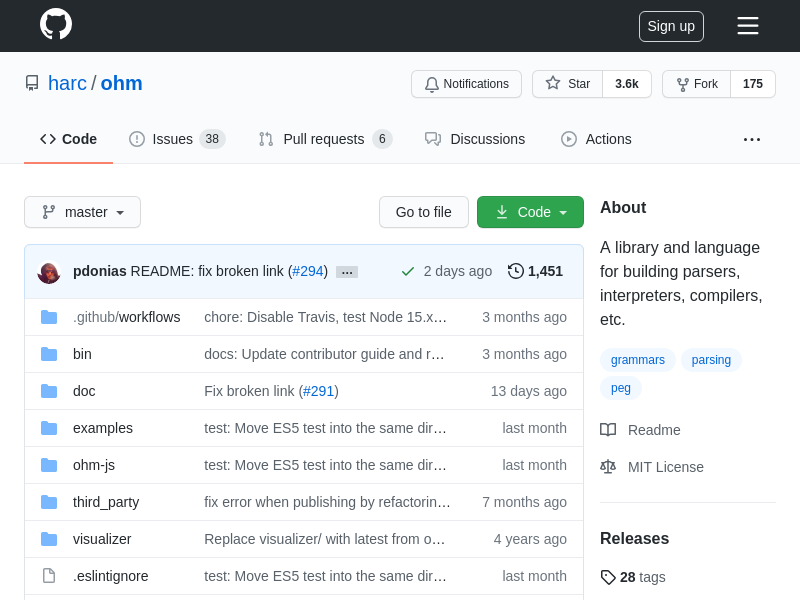 Sign up
harc / ohm
Notifications
Star 3.6k
Fork 175
Code
Issues 38
Pull requests 6
Discussions
Actions
master
Go to file
Code
pdonias README: fix broken link (#294) ...
2 days ago
1,451
.github/workflows chore: Disable Travis, test Node 15.x… 3 months ago
bin docs: Update contributor guide and r… 3 months ago
doc Fix broken link (#291) 13 days ago
examples test: Move ES5 test into the same dir… last month
ohm-js test: Move ES5 test into the same dir… last month
third_party fix error when publishing by refactorin… 7 months ago
visualizer Replace visualizer/ with latest from o… 4 years ago
.eslintignore test: Move ES5 test into the same dir… last month
About
A library and language
for building parsers,
interpreters, compilers,
etc.
grammars parsing
peg
Readme
MIT License
Releases
28 tags